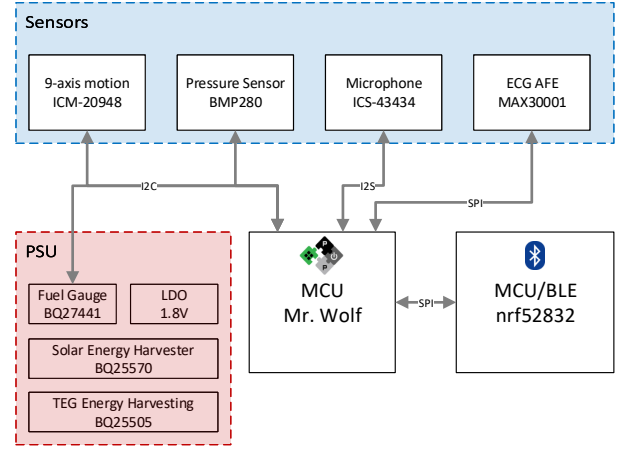 Sensors
9-axis motion
ICM-20948
Pressure Sensor
BMP280
Microphone
ICS-43434
ECG AFE
MAX30001
I2C
I2S
SPI
PSU
Fuel Gauge
BQ27441
LDO
1.8V
Solar Energy Harvester
BQ25570
TEG Energy Harvesting
BQ25505
MCU
Mr. Wolf
SPI
MCU/BLE
nrf52832